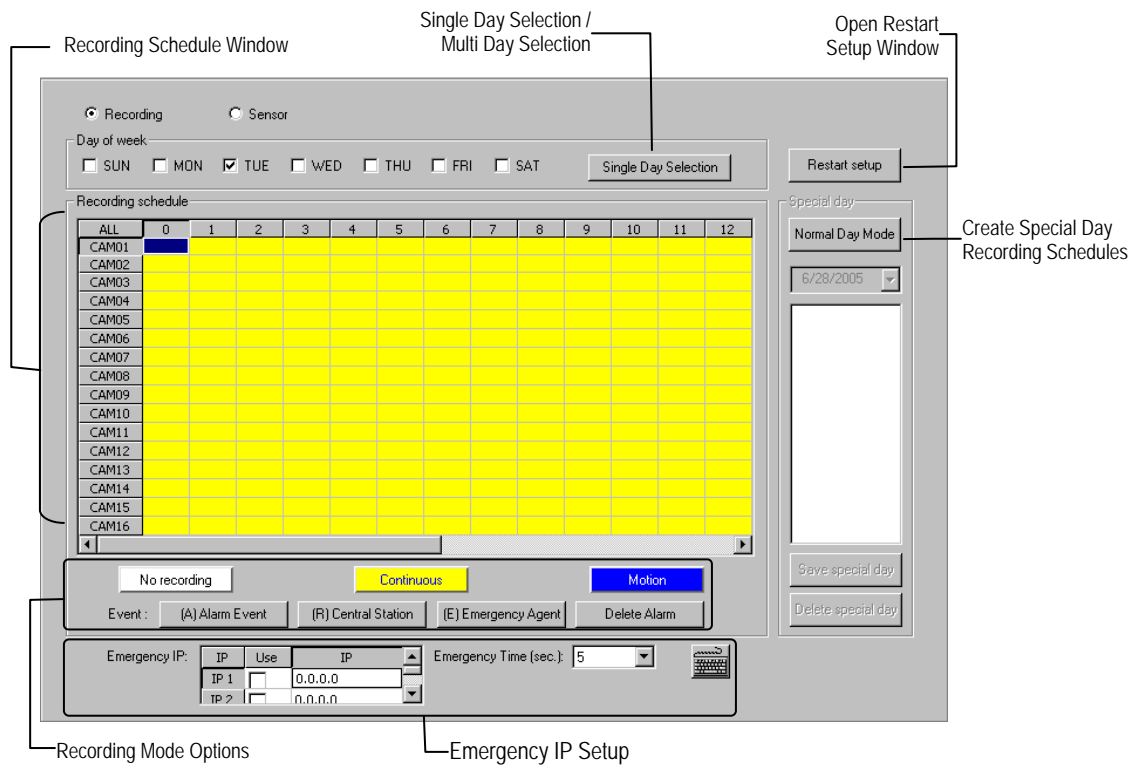 Single Day Selection /
Multi Day Selection
Open Restart
Setup Window
Recording Schedule Window
Recording Sensor
Day of week
SUN MON TUE WED THU FRI SAT Single Day Selection
Restart setup
Recording schedule
Special day
ALL 0 1 2 3 4 5 6 7 8 9 10 11 12
Normal Day Mode
Create Special Day
Recording Schedules
6/28/2005
CAM01
CAM02
CAM03
CAM04
CAM05
CAM06
CAM07
CAM08
CAM09
CAM10
CAM11
CAM12
CAM13
CAM14
CAM15
CAM16
No recording Continuous Motion
Save special day
Event : (A) Alarm Event (R) Central Station (E) Emergency Agent Delete Alarm
Delete special day
Emergency IP: IP Use IP Emergency Time (sec.): 5
IP 1 0.0.0.0
IP 2 0.0.0.0
Recording Mode Options
Emergency IP Setup